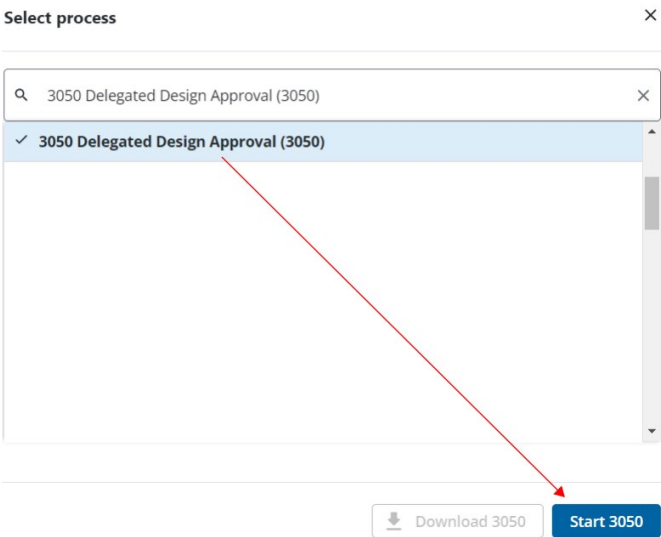 Select process
3050 Delegated Design Approval (3050)
3050 Delegated Design Approval (3050)
Download 3050
Start 3050